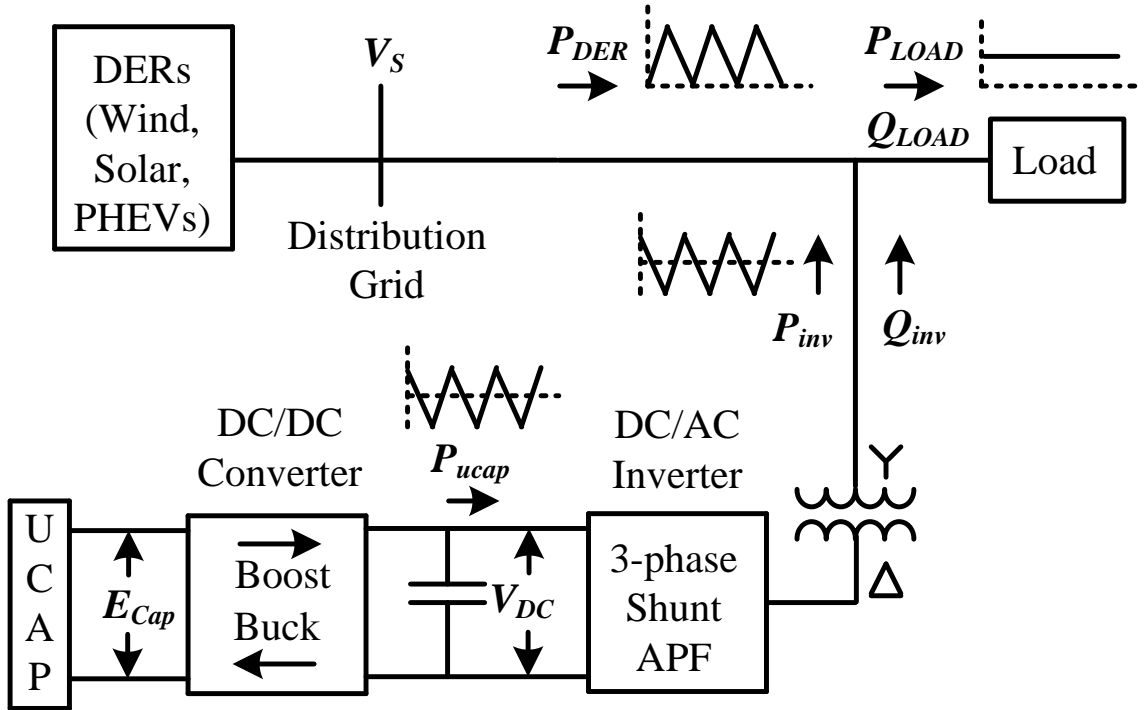 DERs
(Wind,
Solar,
PHEVs)
V_S
Distribution
Grid
P_DER
P_LOAD
Q_LOAD
Load
P_inv
Q_inv
DC/DC
Converter
P_ucap
DC/AC
Inverter
U
C
A
P
E_Cap
Boost
Buck
V_DC
3-phase
Shunt
APF
Y
Δ